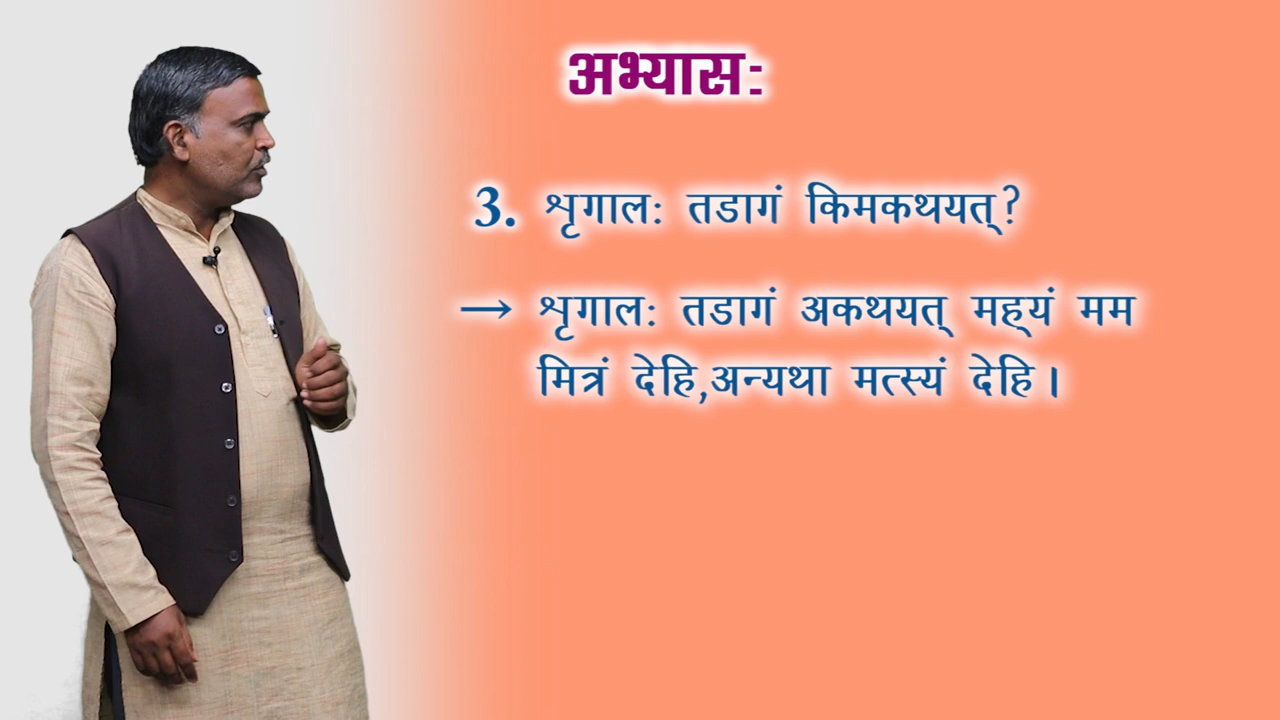 अभ्यासः
3. शृगालः तडागं किमकथयत्?
→ शृगालः तडागं अकथयत् मह्यं मम
मित्रं देहि,अन्यथा मत्स्यं देहि।